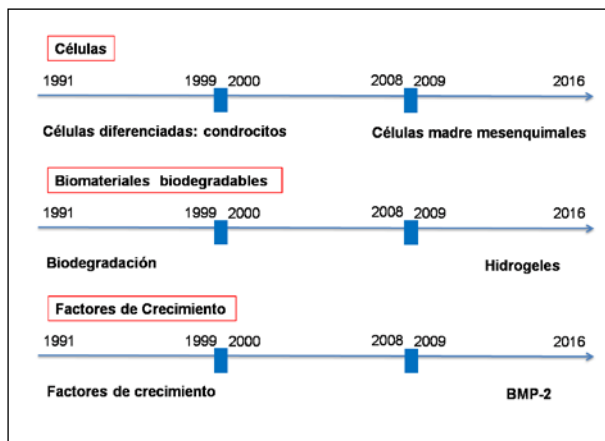 Células
1991 1999 2000 2008 2009 2016
Células diferenciadas: condrocitos Células madre mesenquimales
Biomateriales biodegradables
1991 1999 2000 2008 2009 2016
Biodegradación Hidrogeles
Factores de Crecimiento
1991 1999 2000 2008 2009 2016
Factores de crecimiento BMP-2